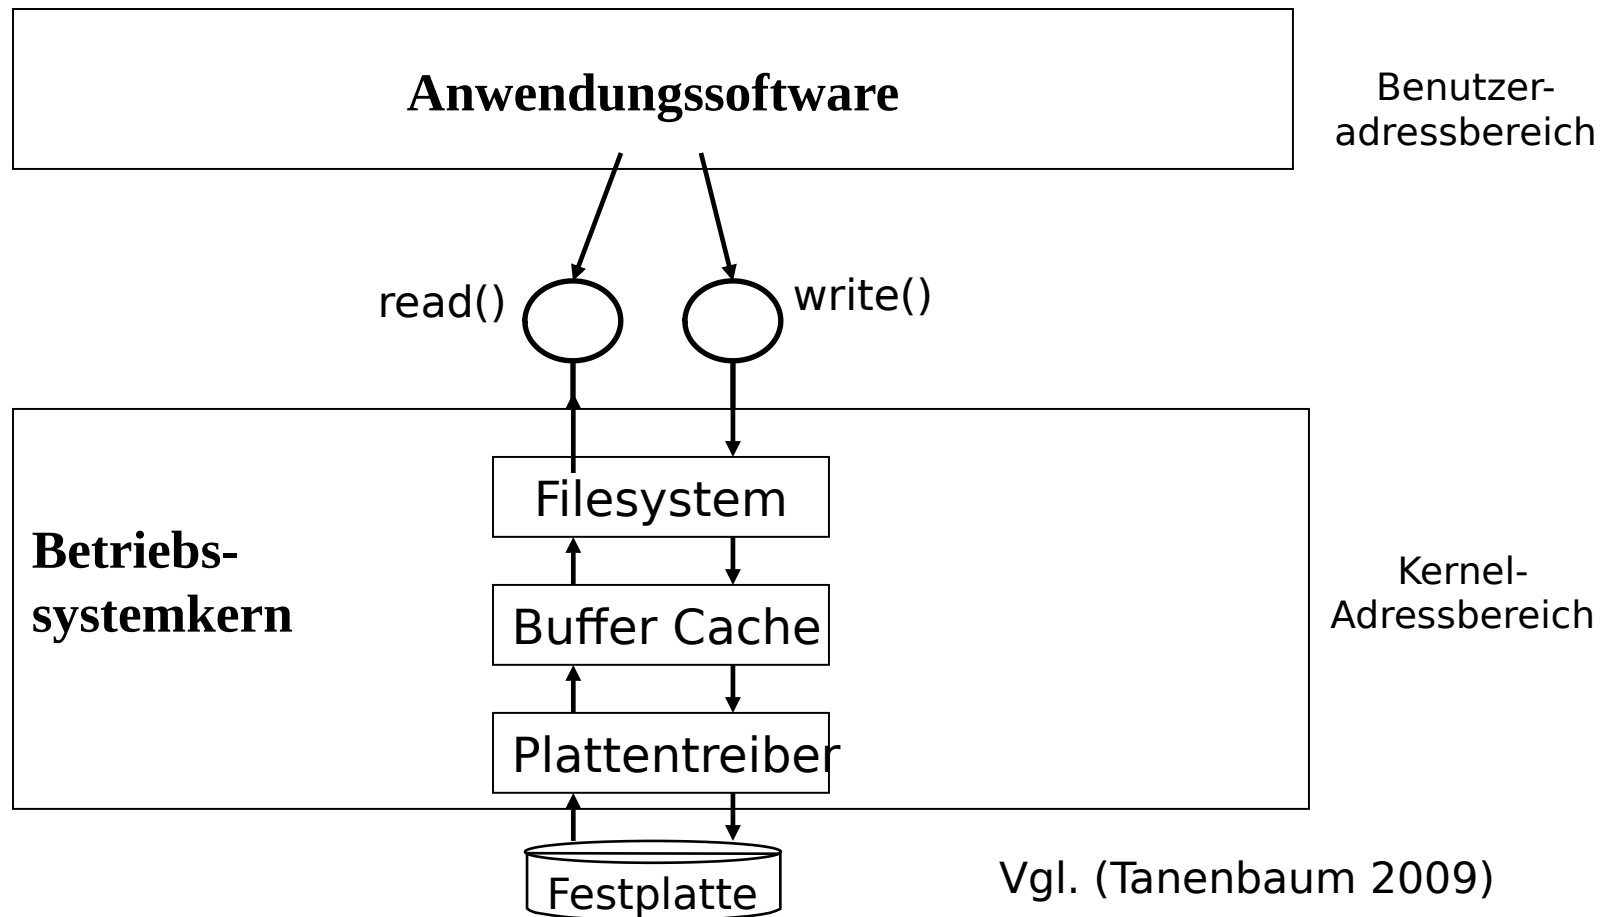 Anwendungssoftware
Benutzer-
adressbereich
read()
write()
Filesystem
Betriebs-
systemkern
Buffer Cache
Kernel-
Adressbereich
Plattentreiber
Festplatte
Vgl. (Tanenbaum 2009)